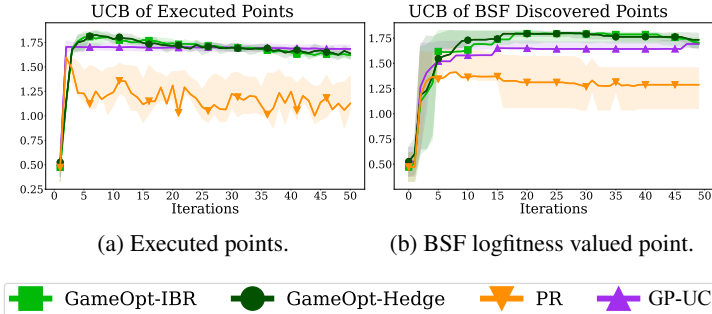 UCB of Executed Points
1.75
1.50
1.25
1.00
0.75
0.50
0.25
0 5 10 15 20 25 30 35 40 45 50
Iterations
(a) Executed points.
UCB of BSF Discovered Points
1.75
1.50
1.25
1.00
0.75
0.50
0 5 10 15 20 25 30 35 40 45 50
Iterations
(b) BSF logfitness valued point.
GameOpt-IBR GameOpt-Hedge PR GP-UC